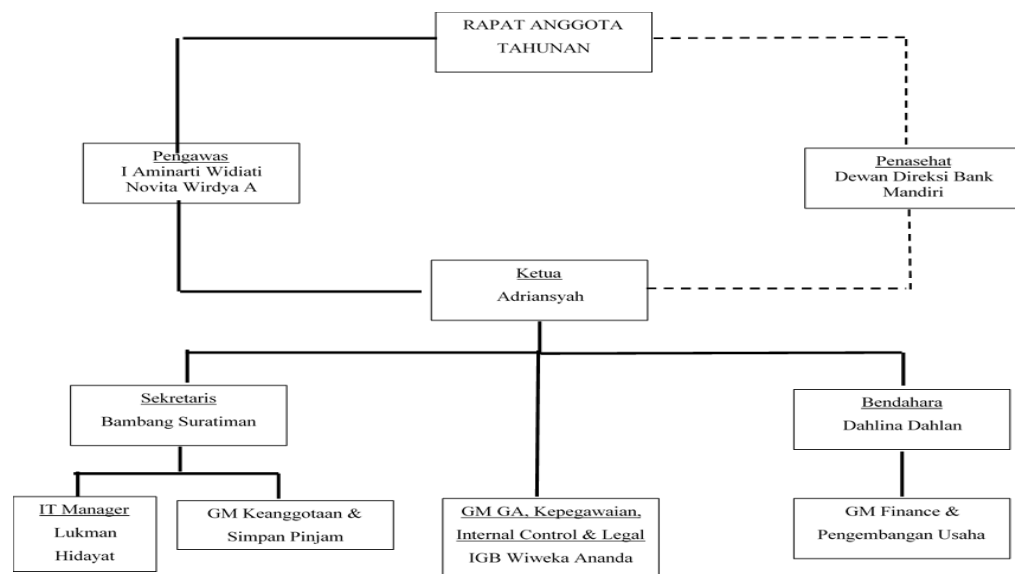 RAPAT ANGGOTA
TAHUNAN
Pengawas
I Aminarti Widiati
Novita Wirdya A
Penasehat
Dewan Direksi Bank
Mandiri
Ketua
Adriansyah
Sekretaris
Bambang Suratiman
Bendahara
Dahlina Dahlan
IT Manager
Lukman
Hidayat
GM Keanggotaan &
Simpan Pinjam
GM GA, Kepegawaian,
Internal Control & Legal
IGB Wiweka Ananda
GM Finance &
Pengembangan Usaha